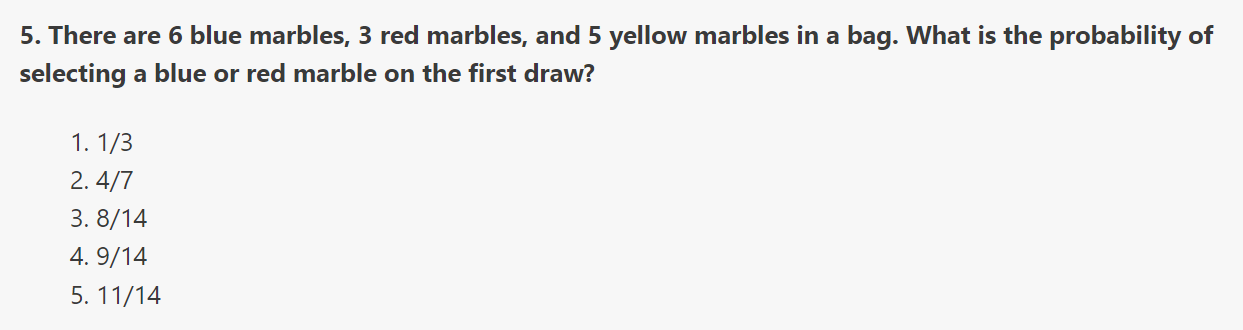 5. There are 6 blue marbles, 3 red marbles, and 5 yellow marbles in a bag. What is the probability of
selecting a blue or red marble on the first draw?
1. 1/3
2. 4/7
3. 8/14
4. 9/14
5. 11/14